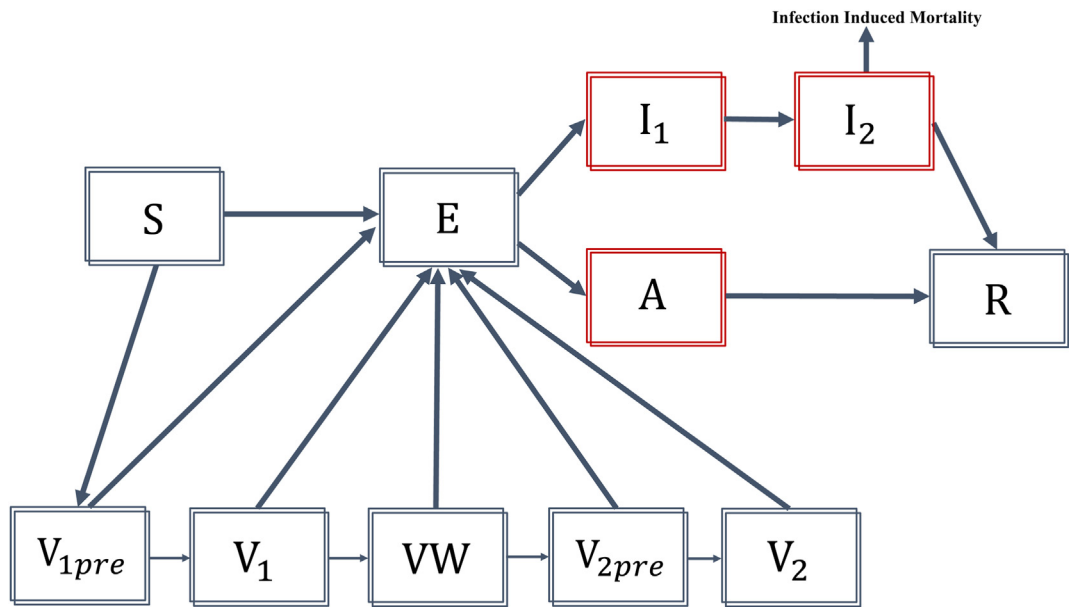 Infection Induced Mortality
I₁
I₂
S
E
A
R
V₁ₚᵣₑ
V₁
VW
V₂ₚᵣₑ
V₂